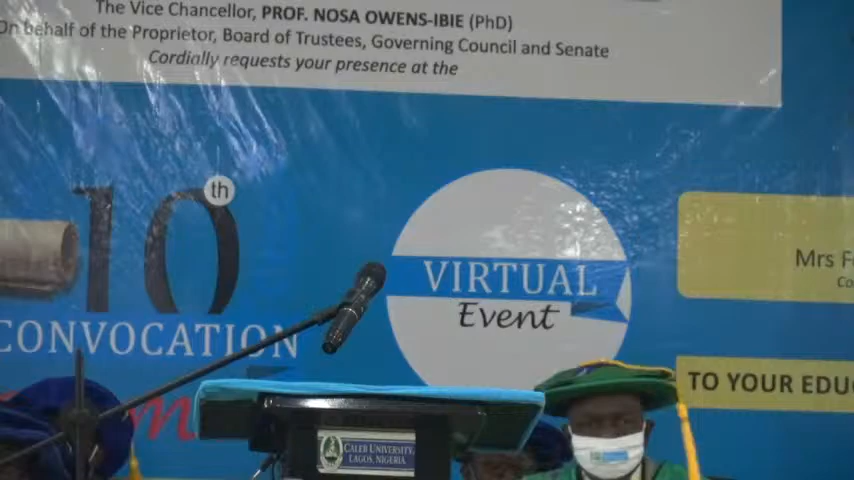 The Vice Chancellor, PROF. NOSA OWENS-IBIE (PhD)
On behalf of the Proprietor, Board of Trustees, Governing Council and Senate
Cordially requests your presence at the
10th
CONVOCATION
VIRTUAL
Event
Mrs
TO YOUR
CALEB UNIVERSITY,
LAGOS, NIGERIA